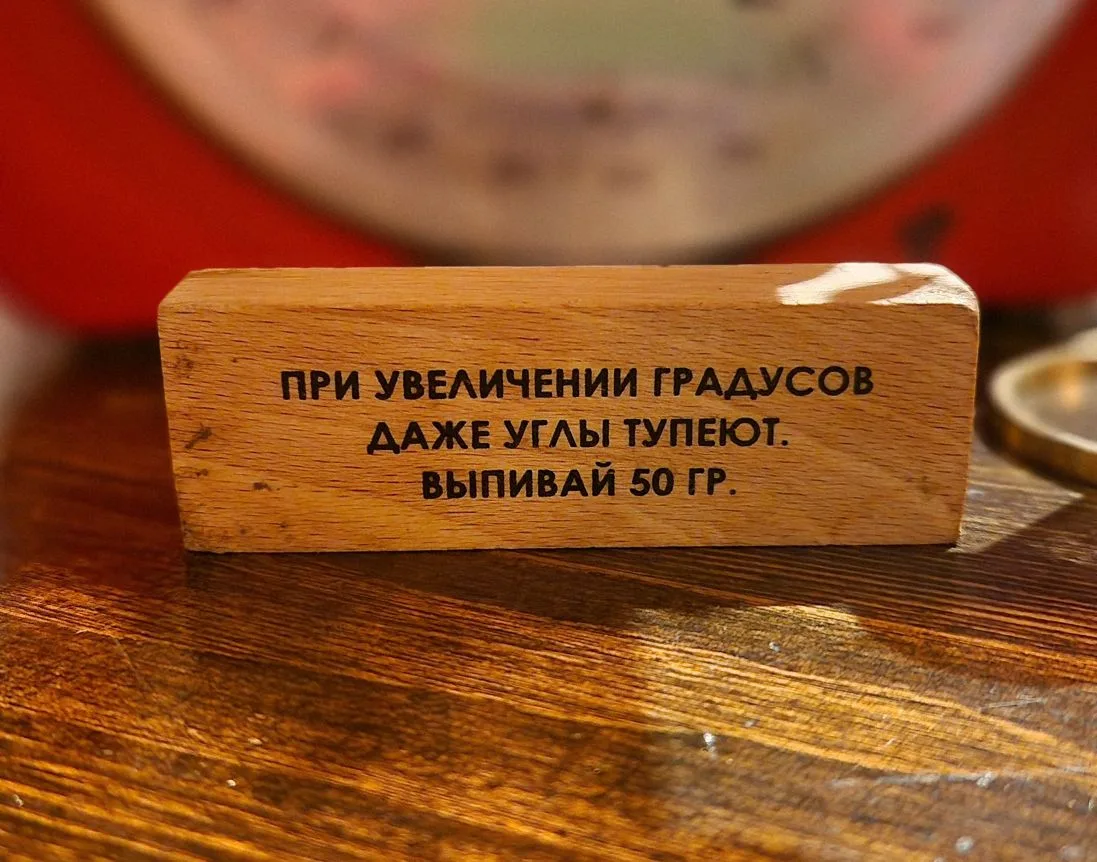 ПРИ УВЕЛИЧЕНИИ ГРАДУСОВ
ДАЖЕ УГЛЫ ТУПЕЮТ.
ВЫПИВАЙ 50 ГР.